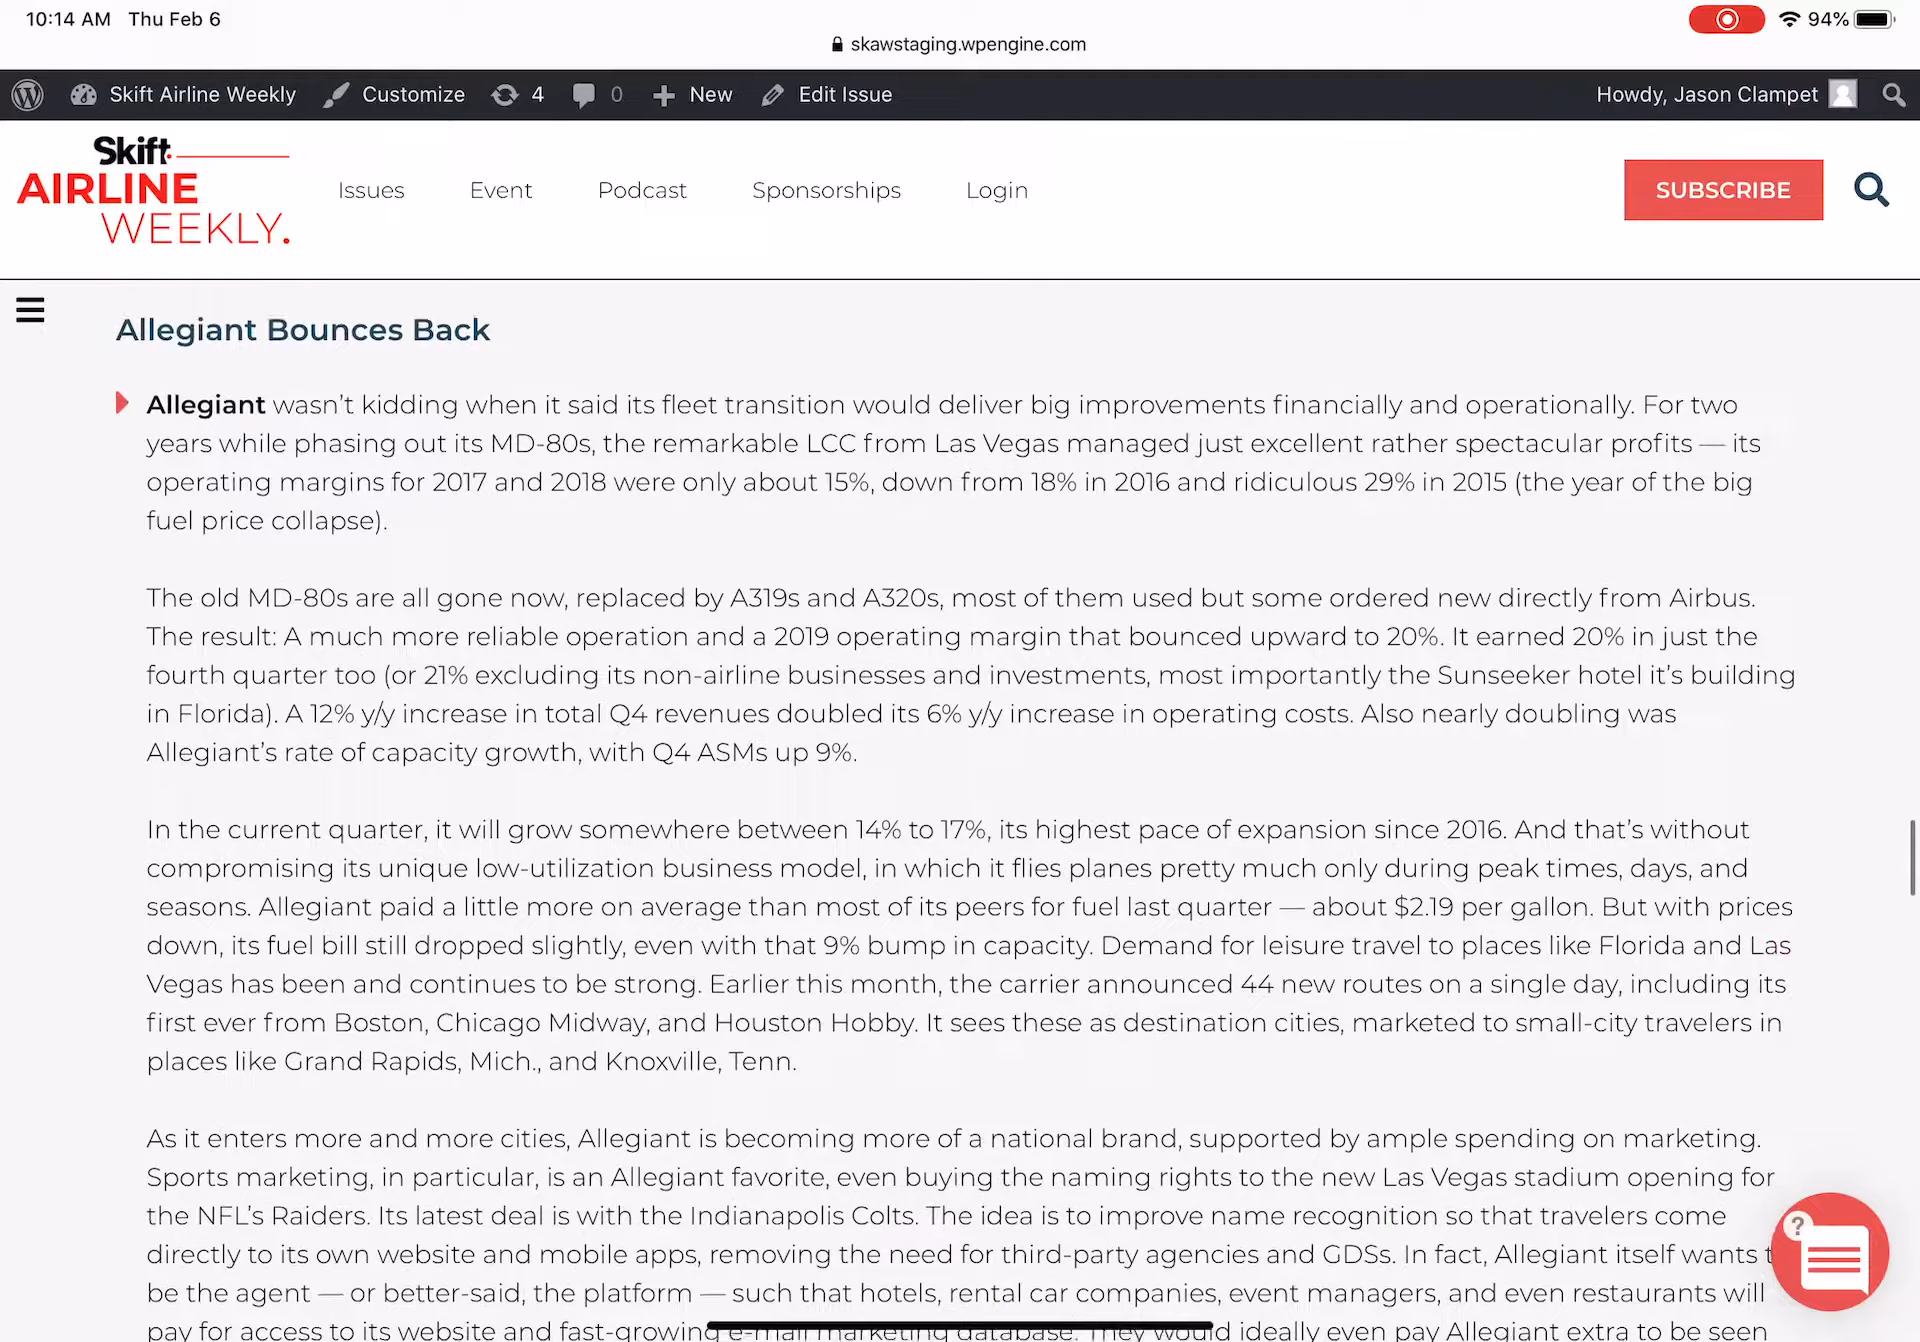 10:14 AM Thu Feb 6
94%
skawstaging.wpengine.com
Skift Airline Weekly Customize 4 0 New Edit Issue Howdy, Jason Clampet
Skift
AIRLINE
WEEKLY.
Issues Event Podcast Sponsorships Login SUBSCRIBE
Allegiant Bounces Back
Allegiant wasn't kidding when it said its fleet transition would deliver big improvements financially and operationally. For two
years while phasing out its MD-80s, the remarkable LCC from Las Vegas managed just excellent rather spectacular profits — its
operating margins for 2017 and 2018 were only about 15%, down from 18% in 2016 and ridiculous 29% in 2015 (the year of the big
fuel price collapse).
The old MD-80s are all gone now, replaced by A319s and A320s, most of them used but some ordered new directly from Airbus.
The result: A much more reliable operation and a 2019 operating margin that bounced upward to 20%. It earned 20% in just the
fourth quarter too (or 21% excluding its non-airline businesses and investments, most importantly the Sunseeker hotel it's building
in Florida). A 12% y/y increase in total Q4 revenues doubled its 6% y/y increase in operating costs. Also nearly doubling was
Allegiant's rate of capacity growth, with Q4 ASMs up 9%.
In the current quarter, it will grow somewhere between 14% to 17%, its highest pace of expansion since 2016. And that's without
compromising its unique low-utilization business model, in which it flies planes pretty much only during peak times, days, and
seasons. Allegiant paid a little more on average than most of its peers for fuel last quarter — about $2.19 per gallon. But with prices
down, its fuel bill still dropped slightly, even with that 9% bump in capacity. Demand for leisure travel to places like Florida and Las
Vegas has been and continues to be strong. Earlier this month, the carrier announced 44 new routes on a single day, including its
first ever from Boston, Chicago Midway, and Houston Hobby. It sees these as destination cities, marketed to small-city travelers in
places like Grand Rapids, Mich., and Knoxville, Tenn.
As it enters more and more cities, Allegiant is becoming more of a national brand, supported by ample spending on marketing.
Sports marketing, in particular, is an Allegiant favorite, even buying the naming rights to the new Las Vegas stadium opening for
the NFL's Raiders. Its latest deal is with the Indianapolis Colts. The idea is to improve name recognition so that travelers come
directly to its own website and mobile apps, removing the need for third-party agencies and GDSs. In fact, Allegiant itself wants t
be the agent — or better-said, the platform — such that hotels, rental car companies, event managers, and even restaurants will
pay for access to its website and fast-growing e-mail marketing database. They would ideally even pay Allegiant extra to be seen
?